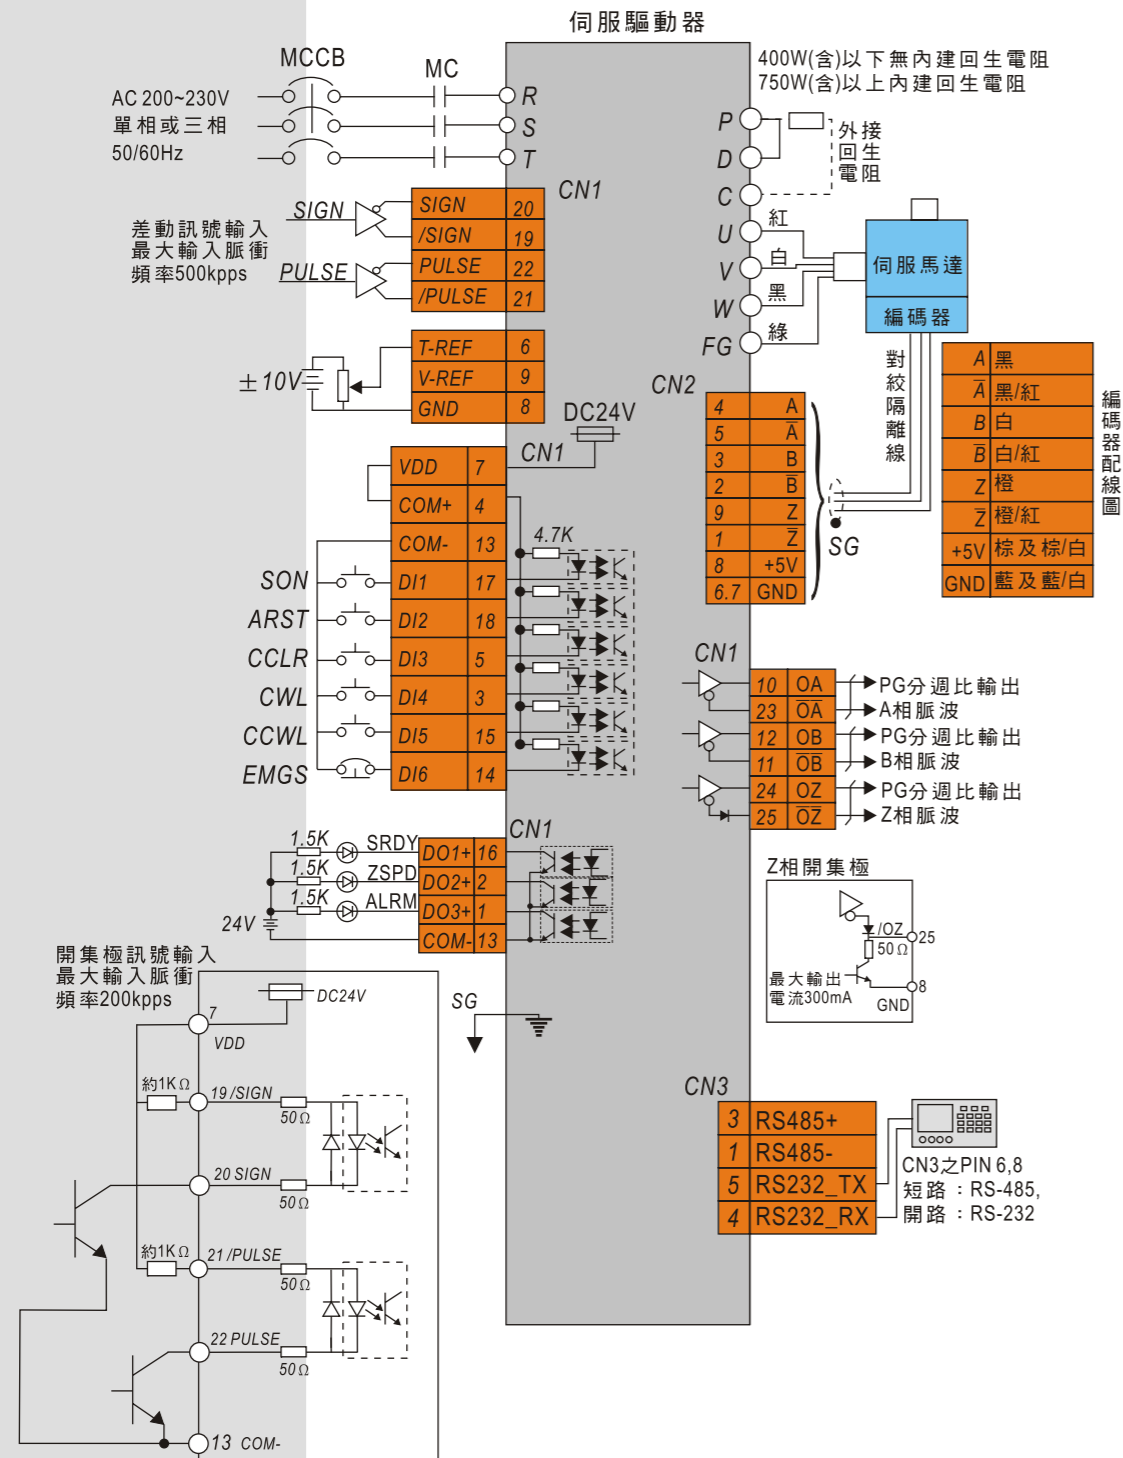 伺服驅動器
MCCB
MC
AC 200~230V
單相或三相
50/60Hz
R
S
T
400W(含)以下無內建回生電阻
750W(含)以上內建回生電阻
P
D
C
外接
回生
電阻
U
V
W
FG
紅
白
黑
綠
伺服馬達
編碼器
對絞隔離線
CN1
差動訊號輸入
最大輸入脈衝
頻率500kpps
SIGN
PULSE
SIGN 20
/SIGN 19
PULSE 22
/PULSE 21
±10V
T-REF 6
V-REF 9
GND 8
DC24V
CN1
VDD 7
COM+ 4
COM- 13
SON DI1 17
ARST DI2 18
CCLR DI3 5
CWL DI4 3
CCWL DI5 15
EMGS DI6 14
4.7K
CN2
4 A
5 A̅
3 B
2 B̅
9 Z
1 Z̅
8 +5V
6.7 GND
SG
A 黑
A̅ 黑/紅
B 白
B̅ 白/紅
Z 橙
Z̅ 橙/紅
+5V 棕及棕/白
GND 藍及藍/白
編碼器配線圖
CN1
10 OA
23 O̅A̅
12 OB
11 O̅B̅
24 OZ
25 O̅Z̅
PG分週比輸出
A相脈波
PG分週比輸出
B相脈波
PG分週比輸出
Z相脈波
CN1
1.5K SRDY DO1+ 16
1.5K ZSPD DO2+ 2
1.5K ALRM DO3+ 1
24V COM- 13
Z相開集極
/OZ
50Ω
25
最大輸出
電流300mA
8
GND
開集極訊號輸入
最大輸入脈衝
頻率200kpps
DC24V
7
VDD
SG
約1KΩ
19 /SIGN
50Ω
20 SIGN
50Ω
約1KΩ
21 /PULSE
50Ω
22 PULSE
50Ω
13 COM-
CN3
3 RS485+
1 RS485-
5 RS232_TX
4 RS232_RX
CN3之PIN 6,8
短路：RS-485,
開路：RS-232